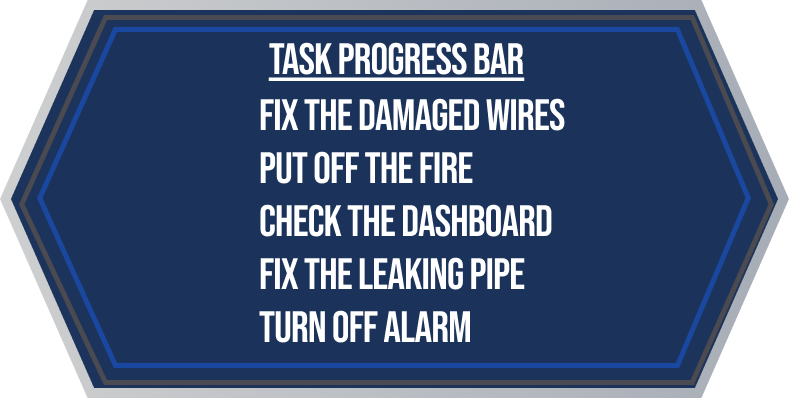 TASK PROGRESS BAR
FIX THE DAMAGED WIRES
PUT OFF THE FIRE
CHECK THE DASHBOARD
FIX THE LEAKING PIPE
TURN OFF ALARM